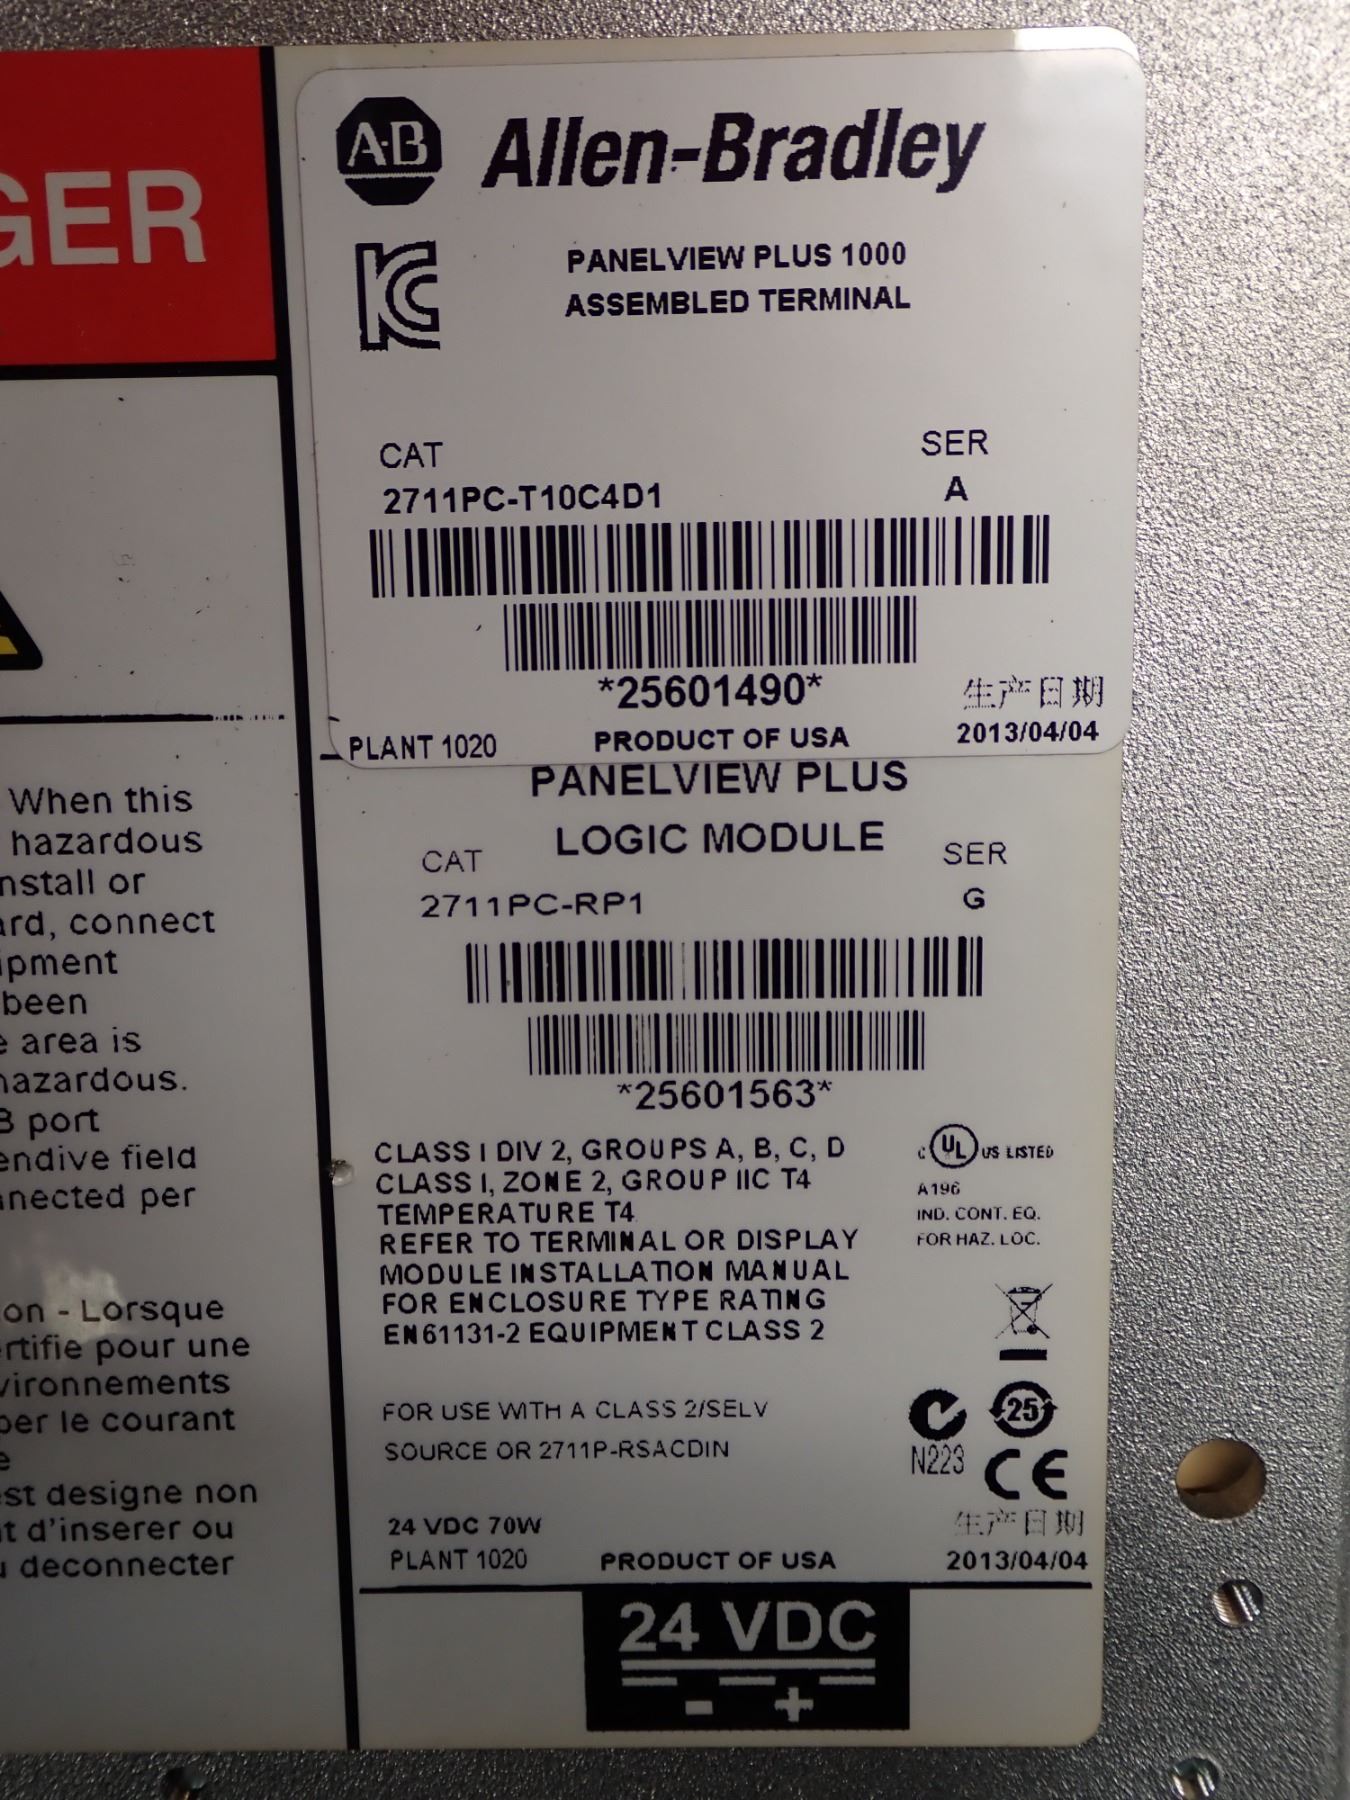 GER
When this
hazardous
nstall or
ard, connect
ipment
been
e area is
hazardous.
B port
endive field
nnected per
on - Lorsque
ertifie pour une
vironnements
per le courant
e
est designe non
t d'inserer ou
u deconnecter
A-B Allen-Bradley
KC
PANELVIEW PLUS 1000
ASSEMBLED TERMINAL
CAT SER
2711PC-T10C4D1 A
*25601490*
生产日期
PLANT 1020 PRODUCT OF USA 2013/04/04
PANELVIEW PLUS
LOGIC MODULE
CAT SER
2711PC-RP1 G
*25601563*
CLASS I DIV 2, GROUPS A, B, C, D
CLASS I, ZONE 2, GROUP IIC T4
TEMPERATURE T4
REFER TO TERMINAL OR DISPLAY
MODULE INSTALLATION MANUAL
FOR ENCLOSURE TYPE RATING
EN61131-2 EQUIPMENT CLASS 2
C UL US LISTED
A196
IND. CONT. EQ.
FOR HAZ. LOC.
FOR USE WITH A CLASS 2/SELV
SOURCE OR 2711P-RSACDIN
25
N223
CE
24 VDC 70W
生产日期
PLANT 1020 PRODUCT OF USA 2013/04/04
24 VDC
- +